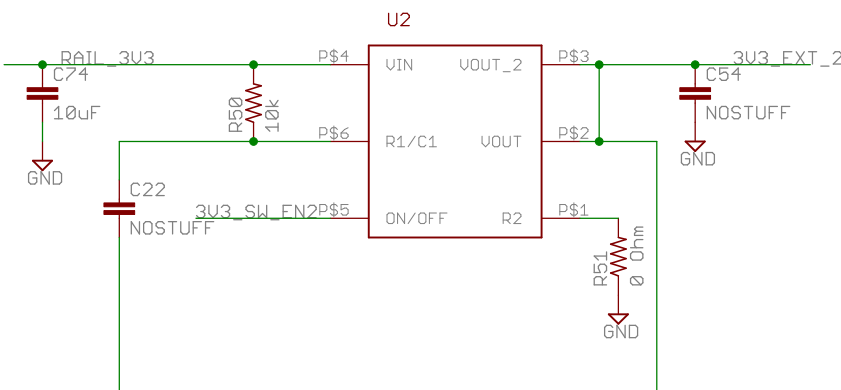 U2
RAIL_3V3
P$4
VIN
VOUT_2
P$3
3V3_EXT_2
C74
10uF
GND
R50
10k
C54
NOSTUFF
GND
P$6
R1/C1
VOUT
P$2
C22
NOSTUFF
3V3_SW_EN2
P$5
ON/OFF
R2
P$1
R51
0 Ohm
GND